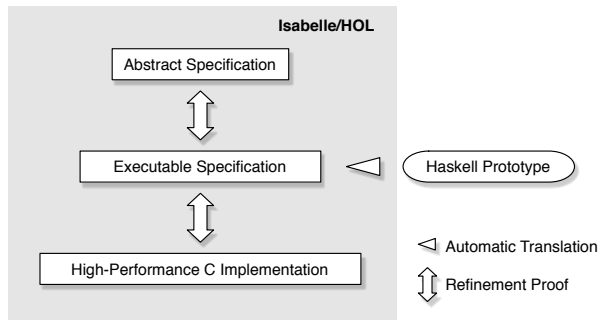 Isabelle/HOL
Abstract Specification
Executable Specification
Haskell Prototype
High-Performance C Implementation
Automatic Translation
Refinement Proof